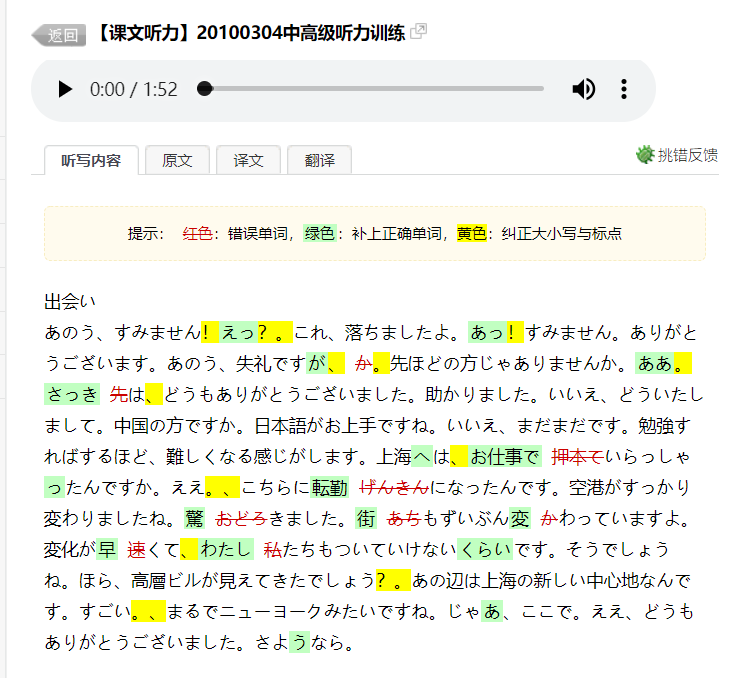 返回 【课文听力】20100304中高级听力训练
0:00 / 1:52
听写内容 原文 译文 翻译 挑错反馈
提示： 红色：错误单词，绿色：补上正确单词，黄色：纠正大小写与标点
出会い
あのう、すみません！えっ？。これ、落ちましたよ。あっ！すみません。ありがと
うございます。あのう、失礼ですが、 か。先ほどの方じゃありませんか。ああ。
さっき 先は、どうもありがとうございました。助かりました。いいえ、どういたし
まして。中国の方ですか。日本語がお上手ですね。いいえ、まだまだです。勉強す
ればするほど、難しくなる感じがします。上海へは、お仕事で 押本ていらっしゃ
ったんですか。ええ。、こちらに転勤 げんきんになったんです。空港がすっかり
変わりましたね。驚 おどろきました。街 あちもずいぶん変 かわっていますよ。
変化が早 速くて、わたし 私たちもついていけないくらいです。そうでしょう
ね。ほら、高層ビルが見えてきたでしょう？。あの辺は上海の新しい中心地なんで
す。すごい。、まるでニューヨークみたいですね。じゃあ、ここで。ええ、どうも
ありがとうございました。さようなら。